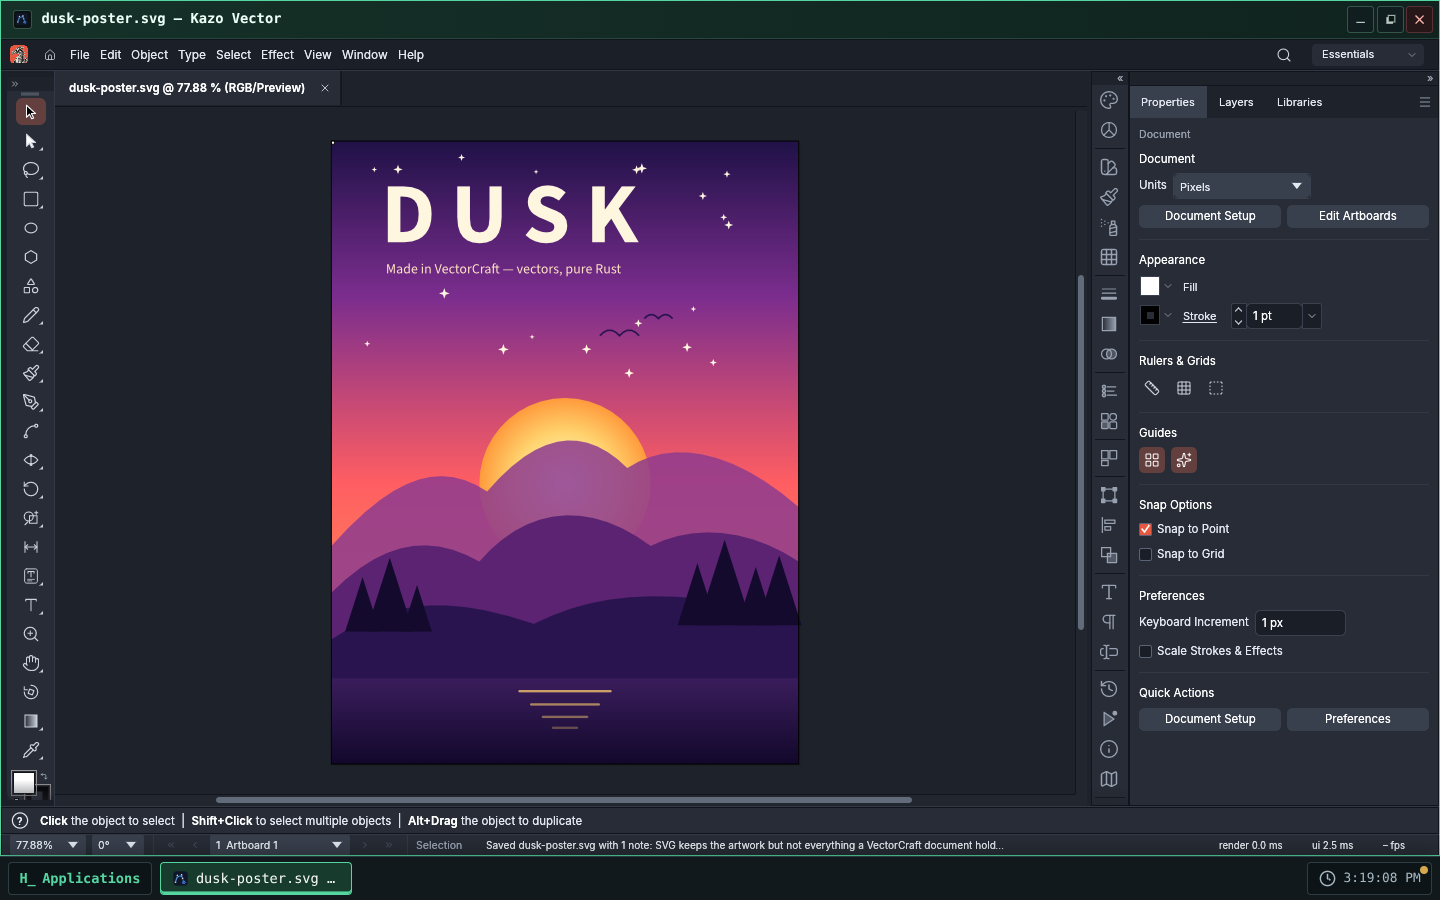 dusk-poster.svg — Kazo Vector
File Edit Object Type Select Effect View Window Help
Essentials
dusk-poster.svg @ 77.88 % (RGB/Preview)
DUSK
Made in VectorCraft — vectors, pure Rust
Properties Layers Libraries
Document
Document
Units Pixels
Document Setup Edit Artboards
Appearance
Fill
Stroke 1 pt
Rulers & Grids
Guides
Snap Options
Snap to Point
Snap to Grid
Preferences
Keyboard Increment 1 px
Scale Strokes & Effects
Quick Actions
Document Setup Preferences
Click the object to select | Shift+Click to select multiple objects | Alt+Drag the object to duplicate
77.88% 0° 1 Artboard 1 Selection Saved dusk-poster.svg with 1 note: SVG keeps the artwork but not everything a VectorCraft document hold... render 0.0 ms ui 2.5 ms – fps
H_ Applications dusk-poster.svg … 3:19:08 PM